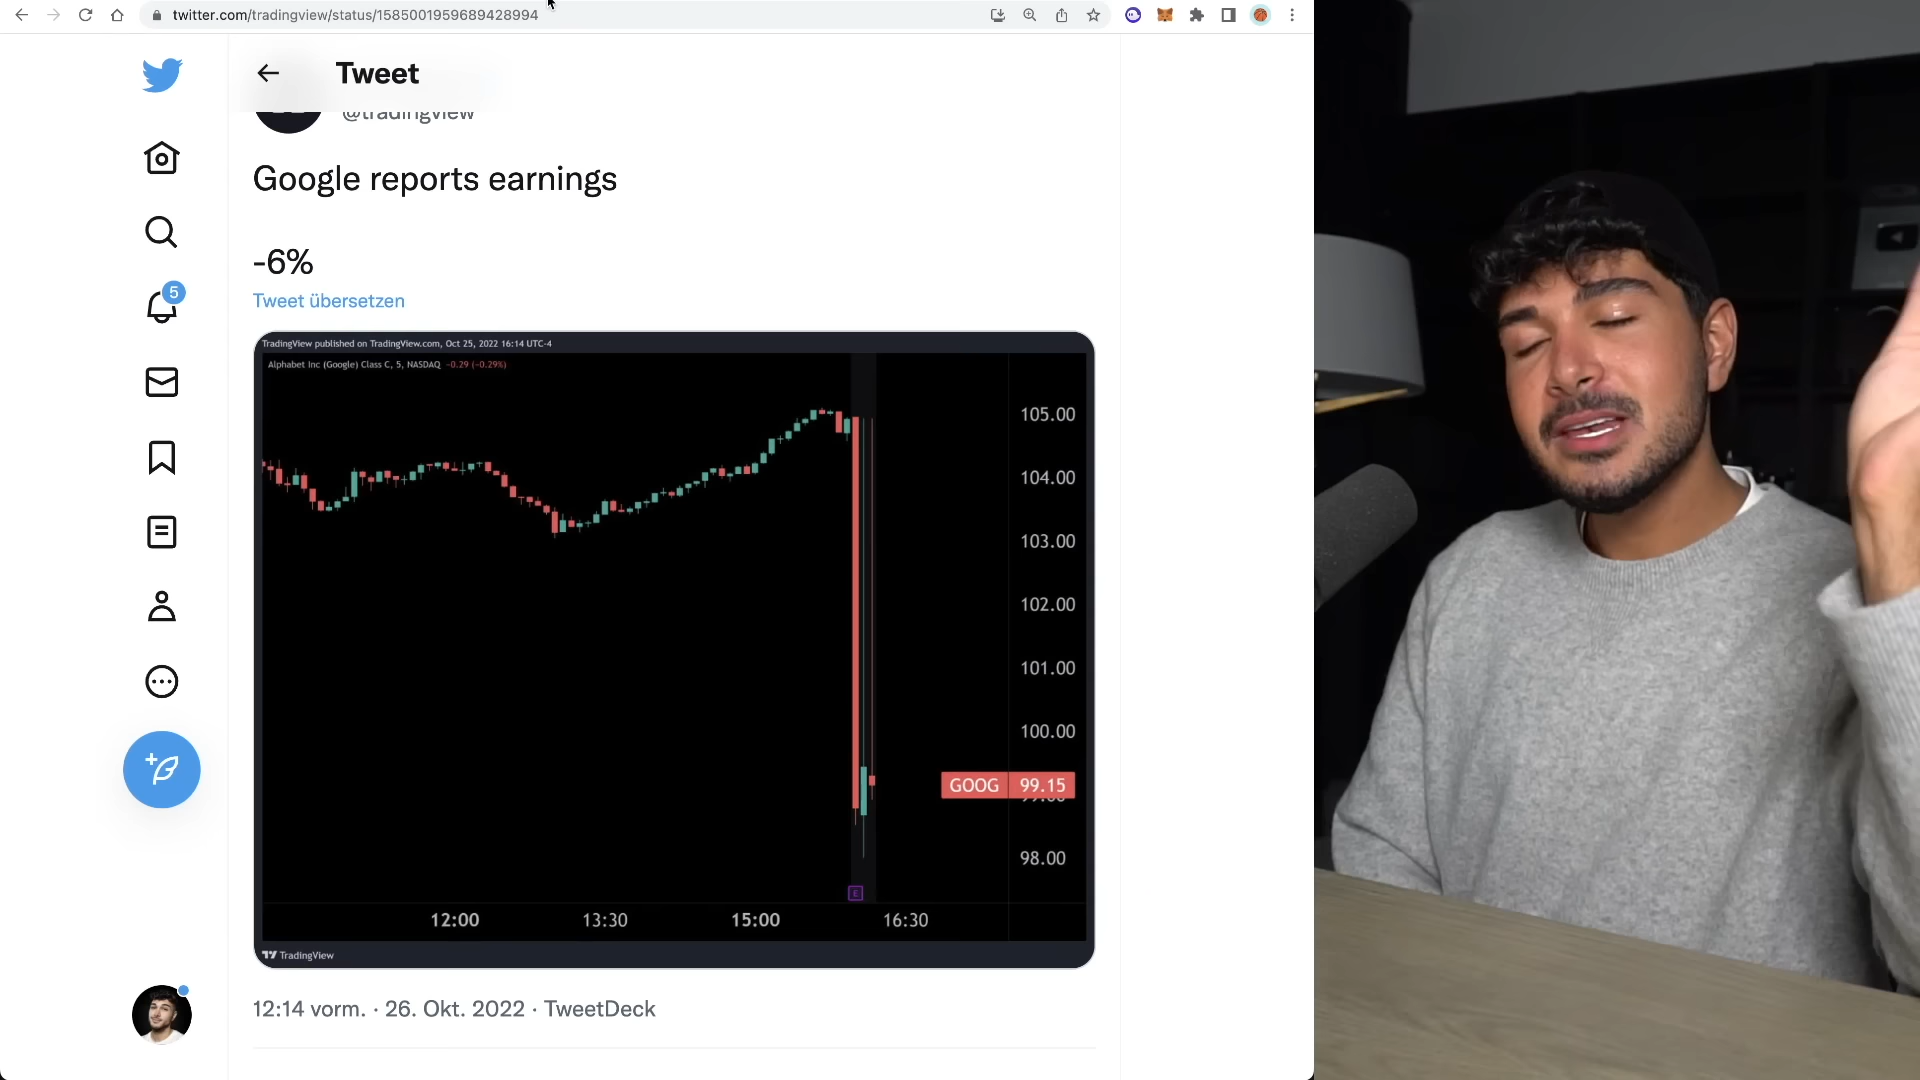 twitter.com/tradingview/status/1585001959689428994
Tweet
@tradingview
Google reports earnings
-6%
Tweet übersetzen
5
TradingView published on TradingView.com, Oct 25, 2022 16:14 UTC-4
Alphabet Inc (Google) Class C, 5, NASDAQ -0.29 (-0.29%)
105.00
104.00
103.00
102.00
101.00
100.00
GOOG 99.15
98.00
E
12:00 13:30 15:00 16:30
TradingView
12:14 vorm. · 26. Okt. 2022 · TweetDeck